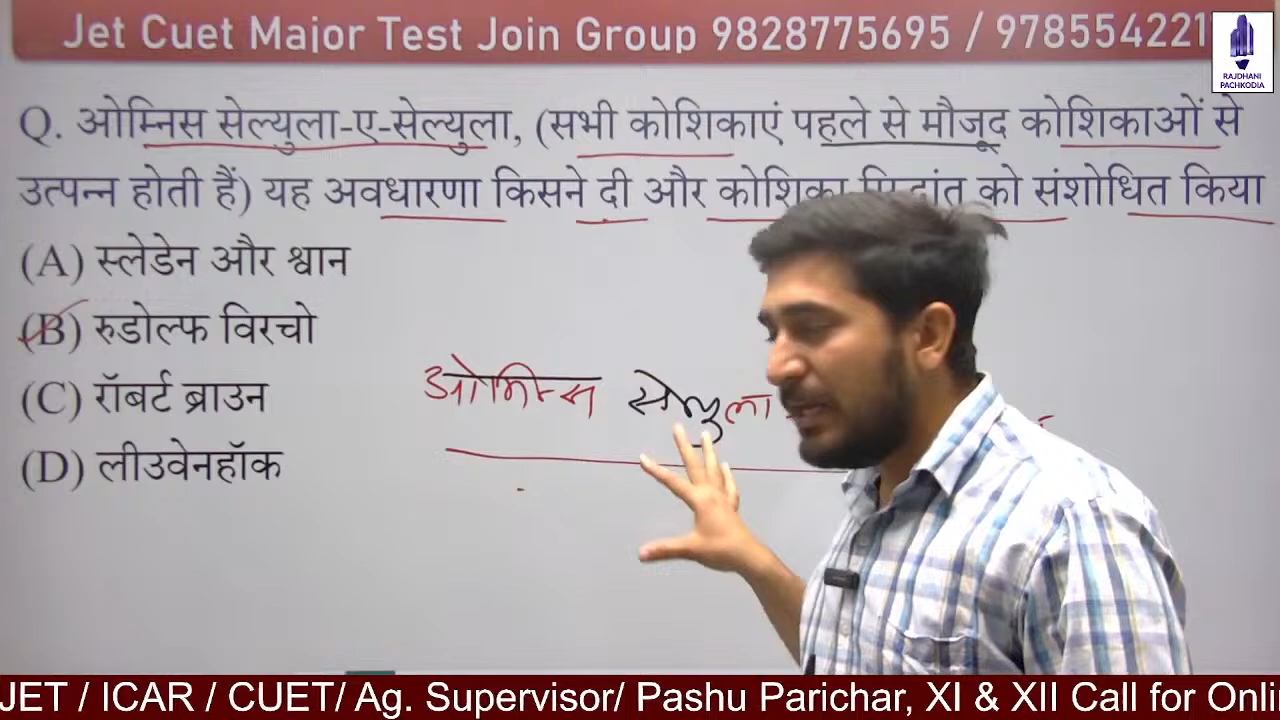 Jet Cuet Major Test Join Group 9828775695 / 978554221
RAJDHANI
PACHKODIA
Q. ओम्निस सेल्युला-ए-सेल्युला, (सभी कोशिकाएं पहले से मौजूद कोशिकाओं से
उत्पन्न होती हैं) यह अवधारणा किसने दी और कोशिका सिद्धांत को संशोधित किया
(A) स्लेडेन और श्वान
(B) रुडोल्फ विरचो
(C) रॉबर्ट ब्राउन
(D) लीउवेनहॉक
ओमिनस सेल्युला
JET / ICAR / CUET/ Ag. Supervisor/ Pashu Parichar, XI & XII Call for Onli